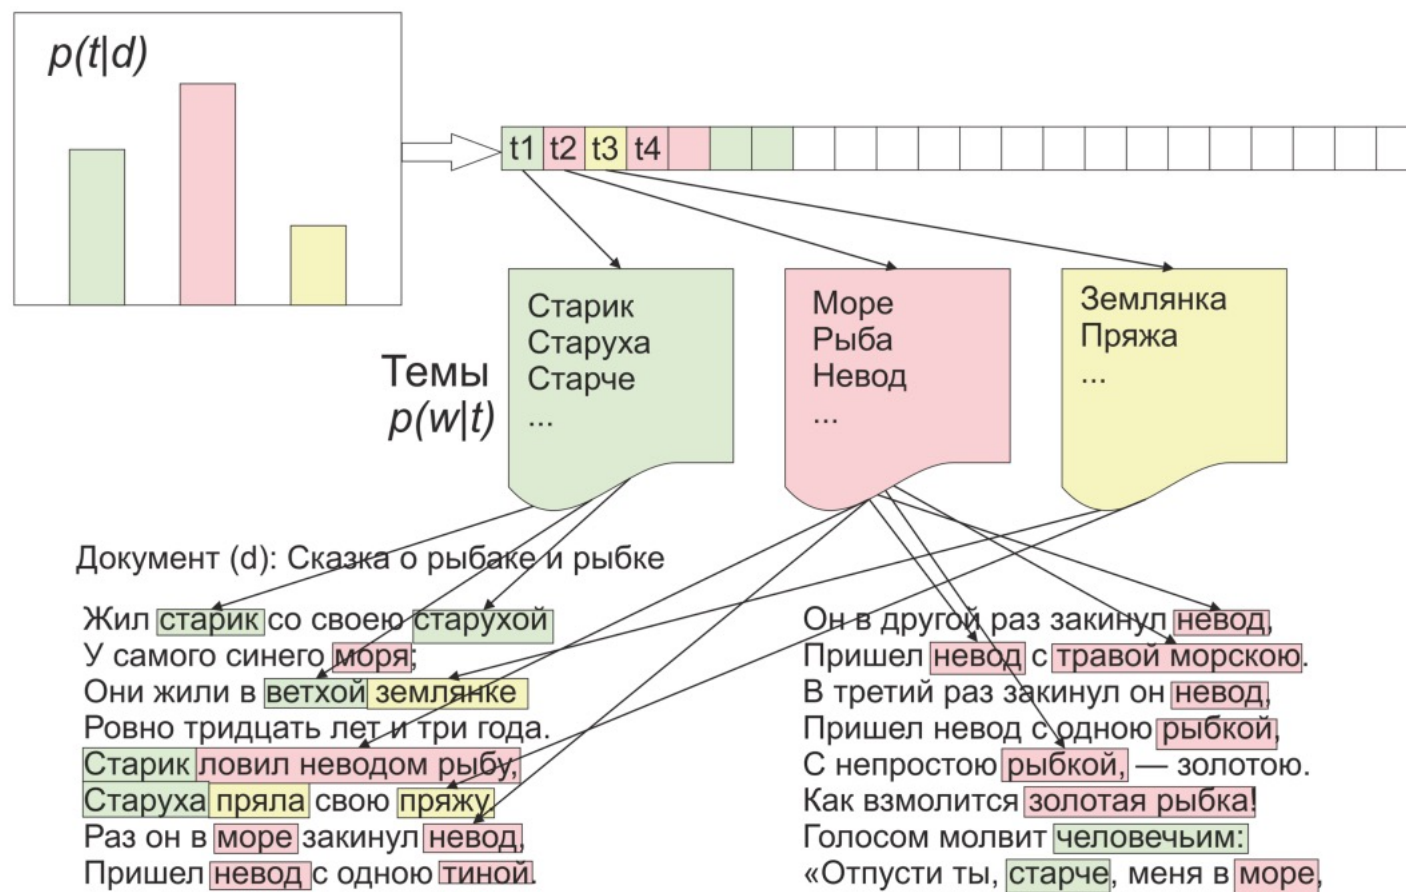 p(t|d)
t1 t2 t3 t4
Старик
Старуха
Старче
...
Море
Рыба
Невод
...
Землянка
Пряжа
...
Темы
p(w|t)
Документ (d): Сказка о рыбаке и рыбке
Жил старик со своею старухой
У самого синего моря;
Они жили в ветхой землянке
Ровно тридцать лет и три года.
Старик ловил неводом рыбу,
Старуха пряла свою пряжу.
Раз он в море закинул невод,
Пришел невод с одною тиной.
Он в другой раз закинул невод,
Пришел невод с травой морскою.
В третий раз закинул он невод,
Пришел невод с одною рыбкой,
С непростою рыбкой, — золотою.
Как взмолится золотая рыбка!
Голосом молвит человечьим:
«Отпусти ты, старче, меня в море,